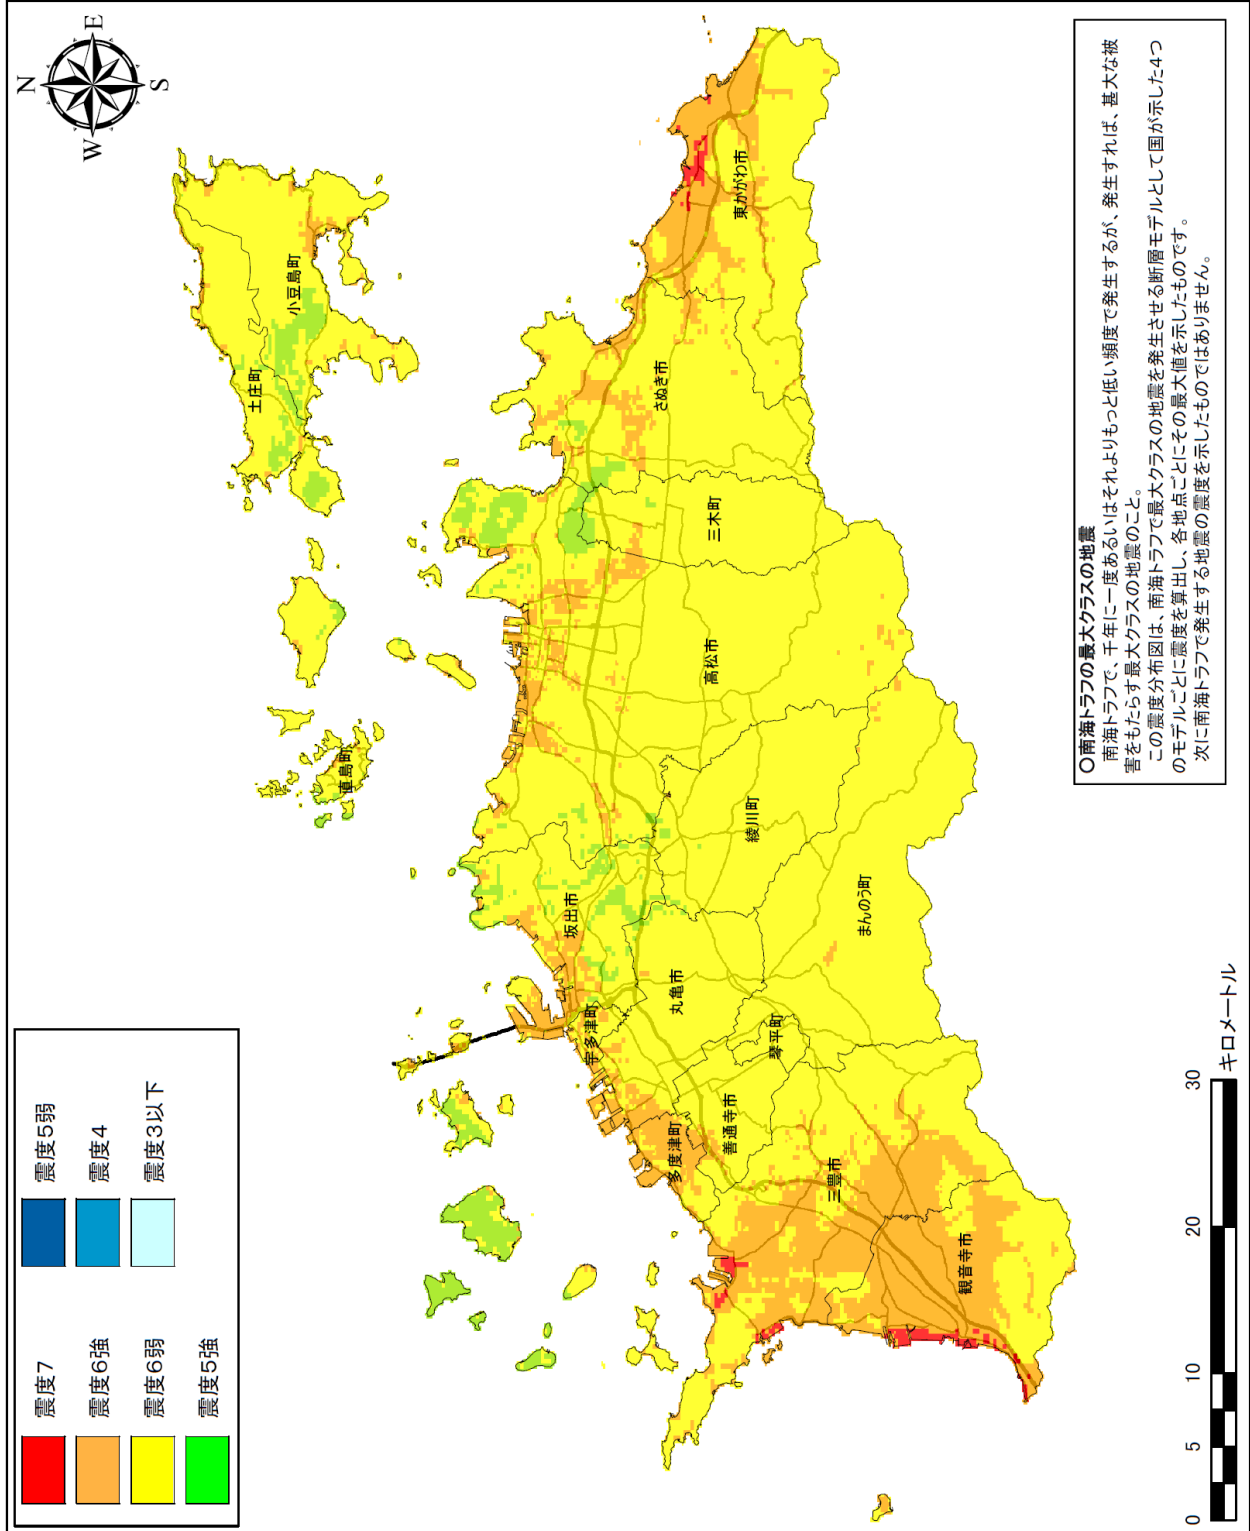 震度7
震度6強
震度6弱
震度5強
震度5弱
震度4
震度3以下
N
W
E
S
土庄町
小豆島町
直島町
東かがわ市
さぬき市
三木町
高松市
坂出市
綾川町
宇多津町
丸亀市
まんのう町
多度津町
善通寺市
琴平町
三豊市
観音寺市
0
5
10
20
30
キロメートル
○南海トラフの最大クラスの地震
南海トラフで、千年に一度あるいはそれよりもっと低い頻度で発生するが、発生すれば、甚大な被
害をもたらす最大クラスの地震のこと。
この震度分布図は、南海トラフで最大クラスの地震を発生させる断層モデルとして国が示した4つ
のモデルごとに震度を算出し、各地点ごとにその最大値を示したものです。
次に南海トラフで発生する地震の震度を示したものではありません。